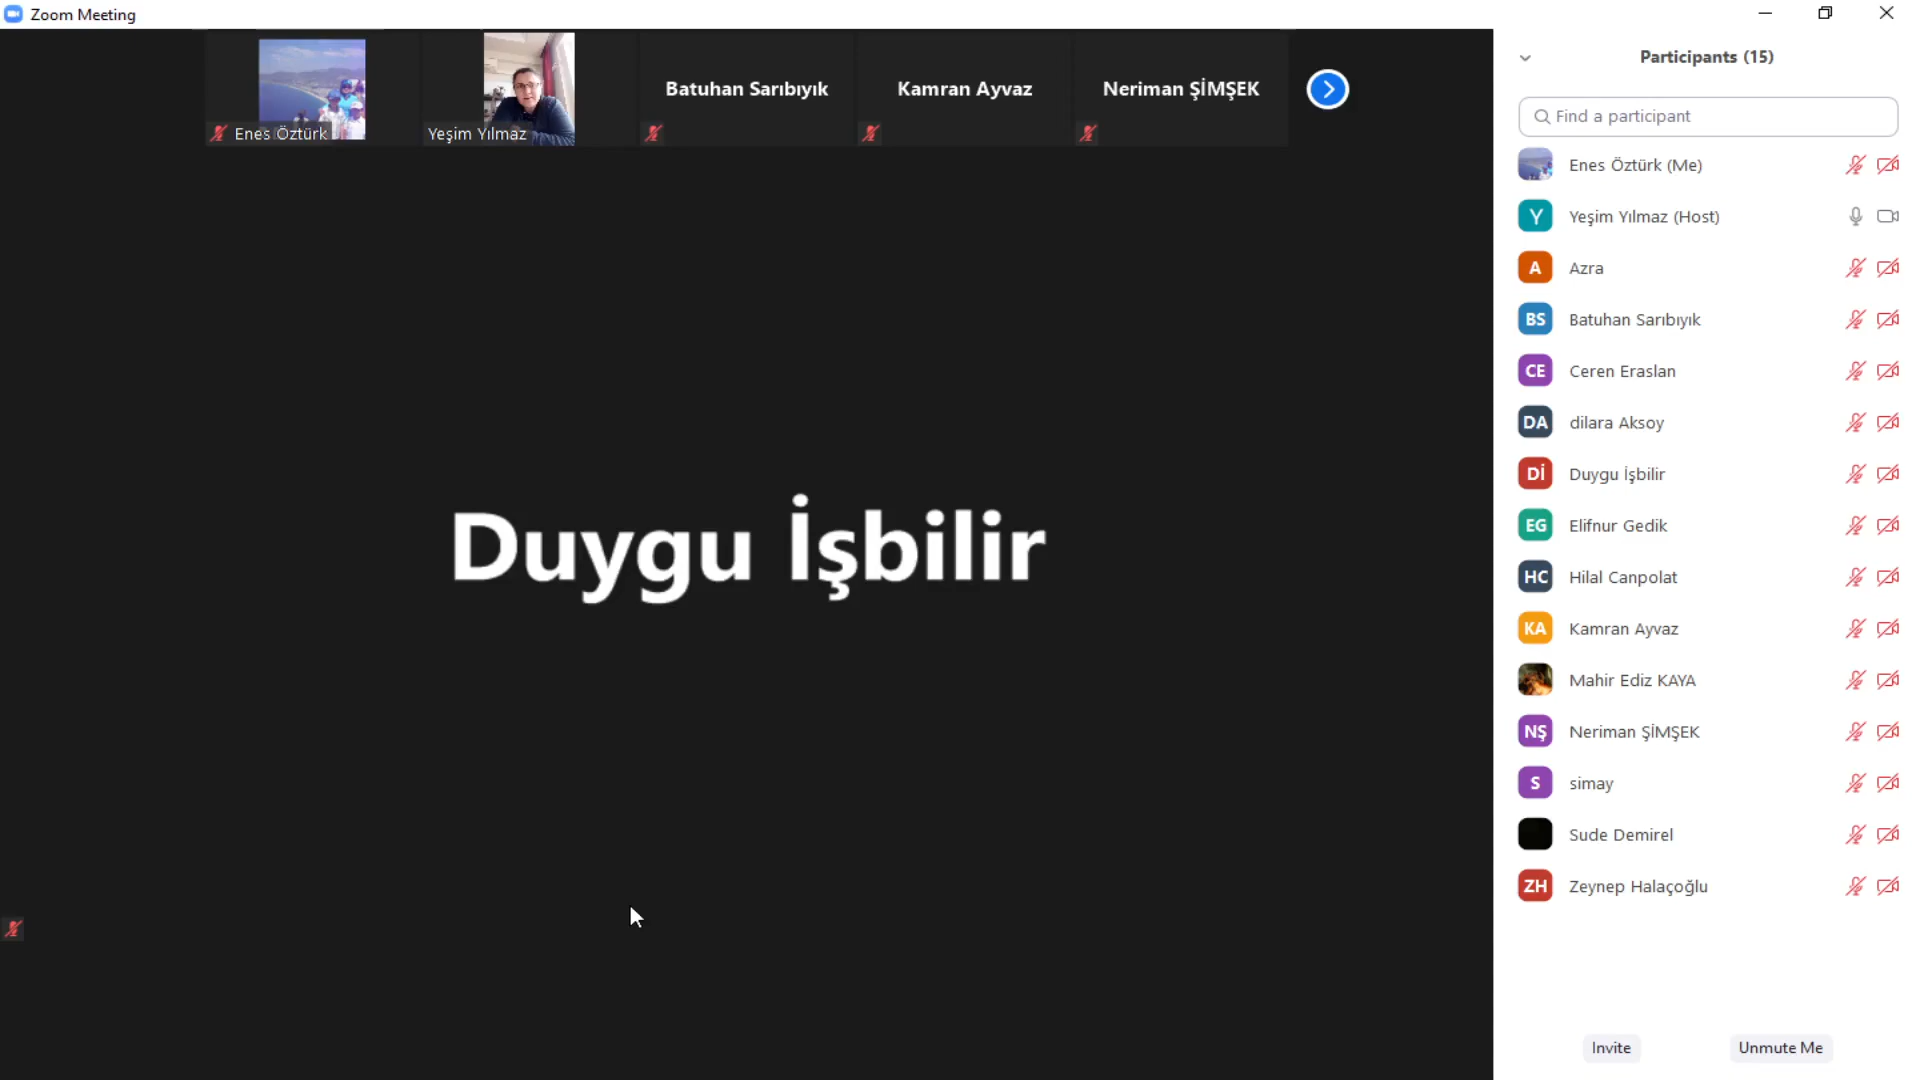 Zoom Meeting
Enes Öztürk
Yeşim Yılmaz
Batuhan Sarıbıyık
Kamran Ayvaz
Neriman ŞİMŞEK
Duygu İşbilir
Participants (15)
Find a participant
Enes Öztürk (Me)
Y Yeşim Yılmaz (Host)
A Azra
BS Batuhan Sarıbıyık
CE Ceren Eraslan
DA dilara Aksoy
Dİ Duygu İşbilir
EG Elifnur Gedik
HC Hilal Canpolat
KA Kamran Ayvaz
Mahir Ediz KAYA
NŞ Neriman ŞİMŞEK
S simay
Sude Demirel
ZH Zeynep Halaçoğlu
Invite
Unmute Me